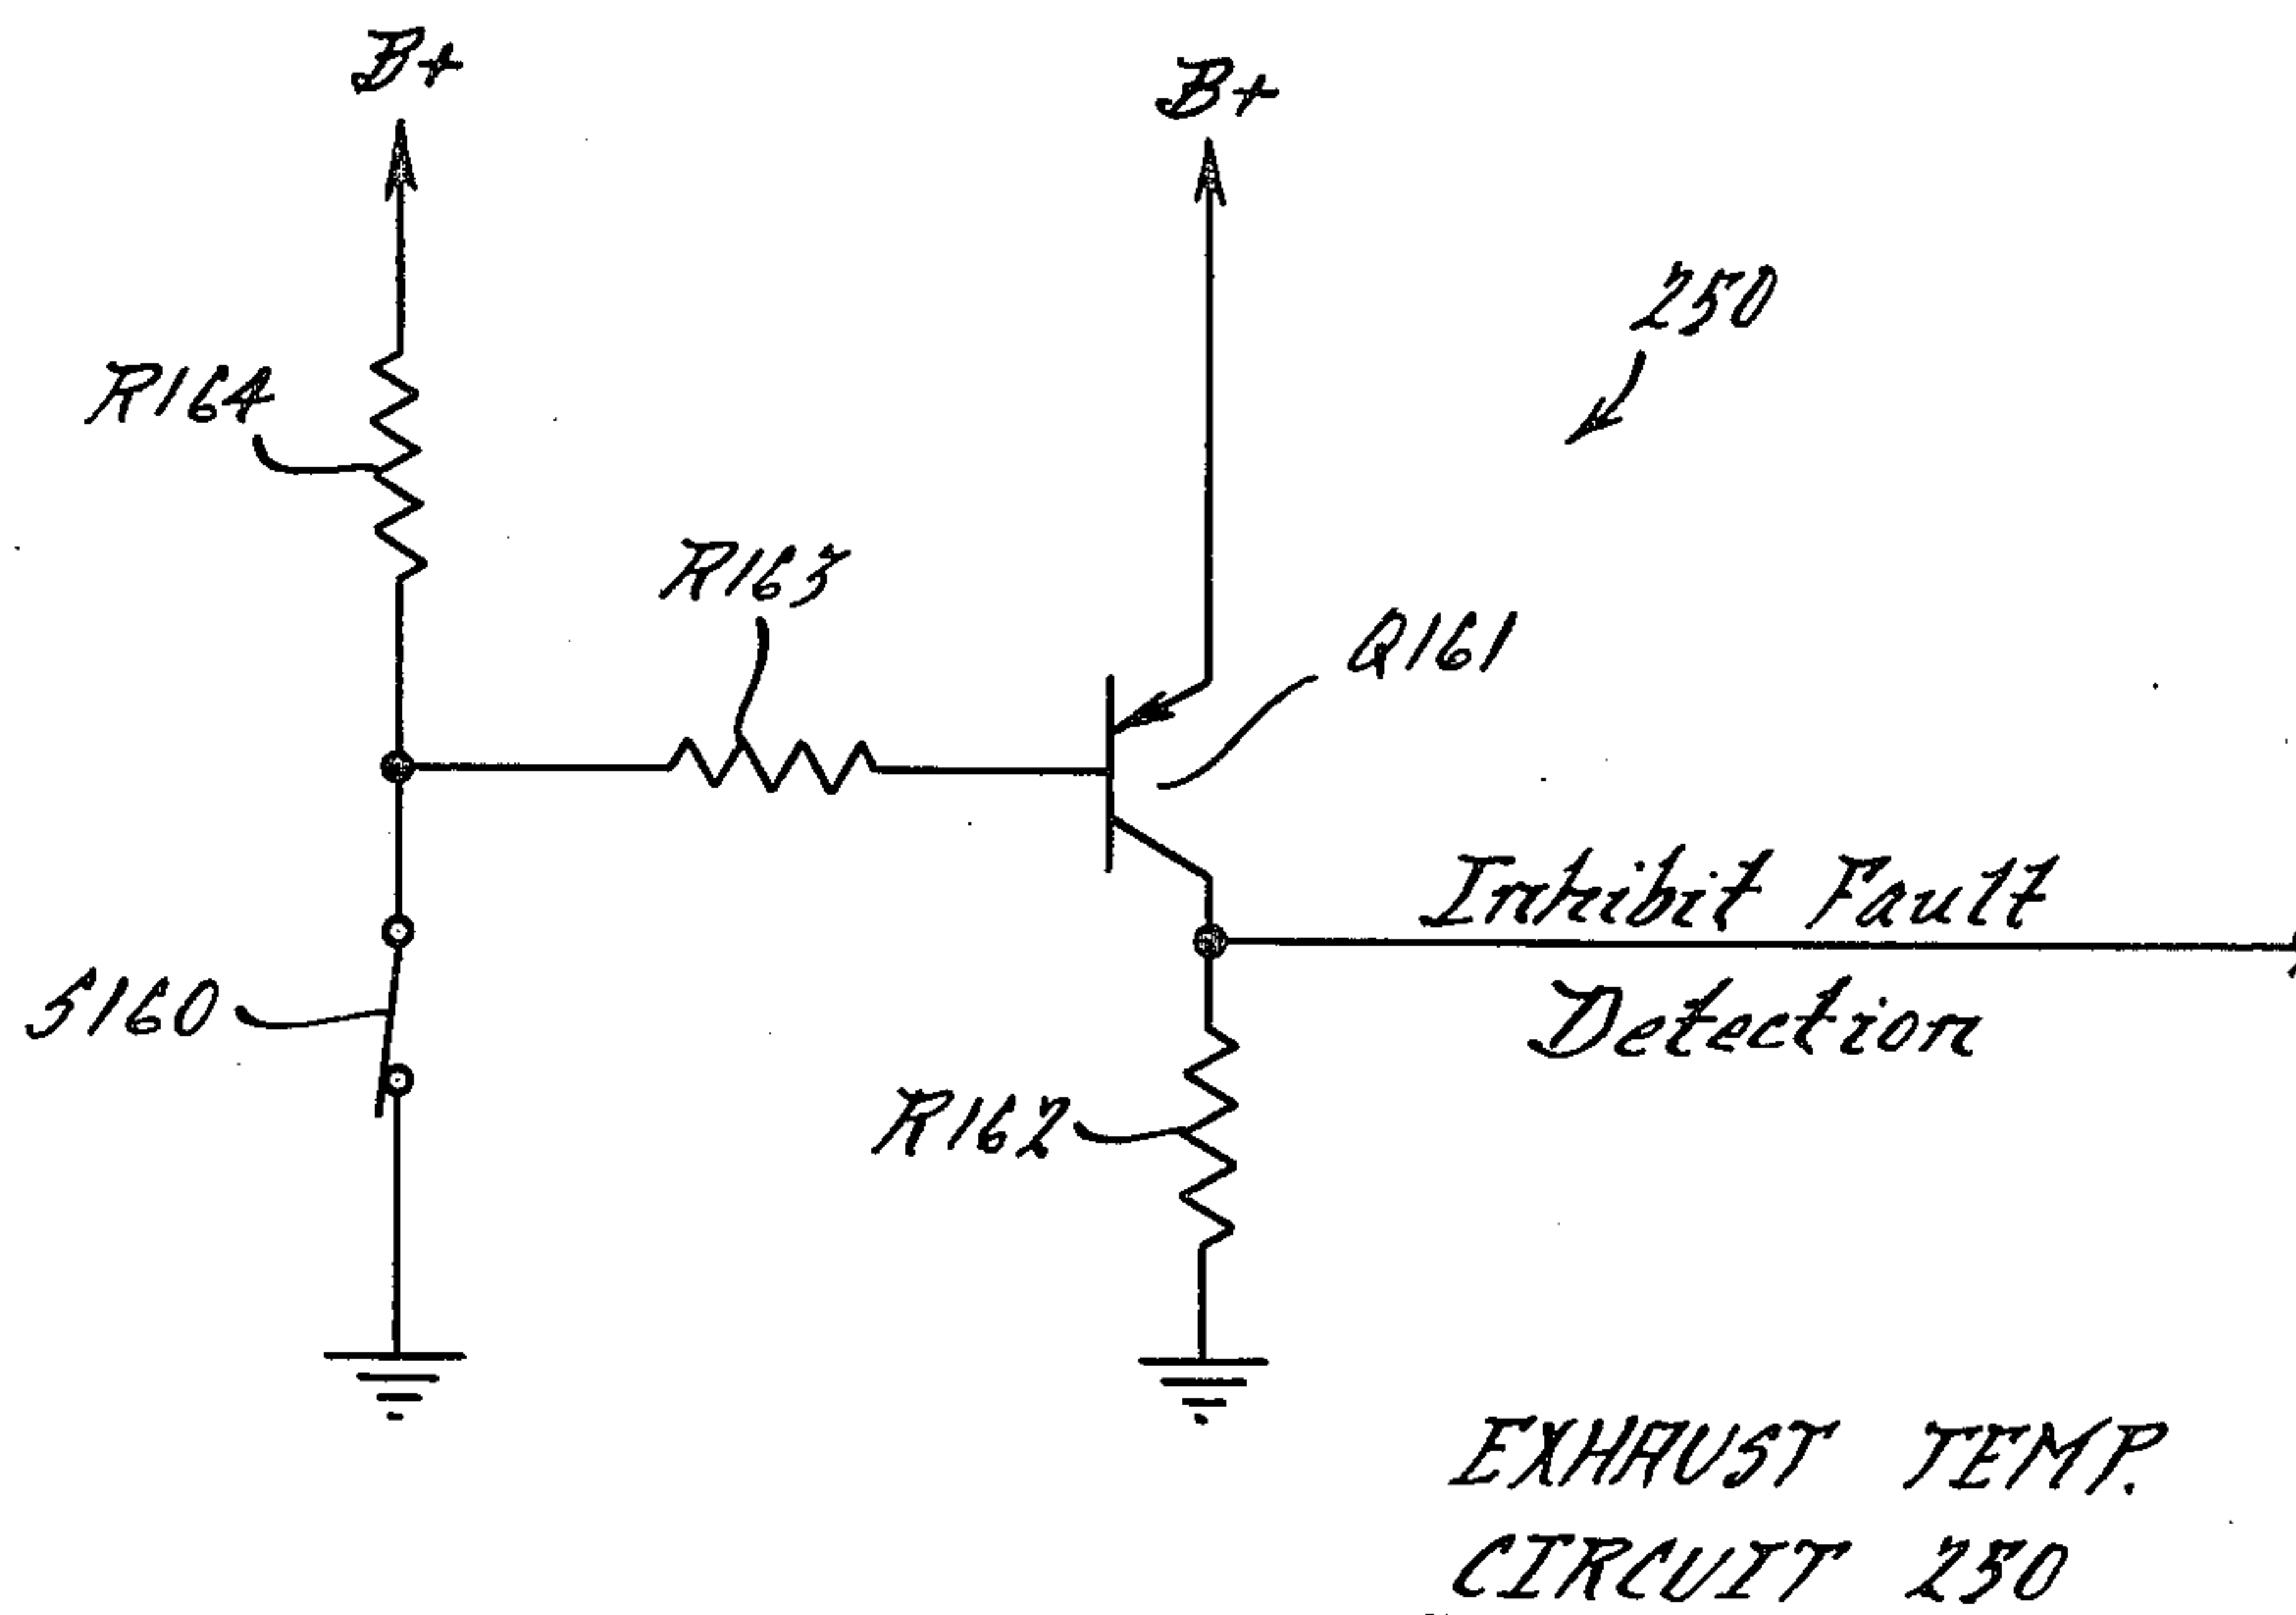 B+
B+
250
R164
R163
Q161
Inhibit Fault
Detection
S160
R162
EXHAUST TEMP.
CIRCUIT 250